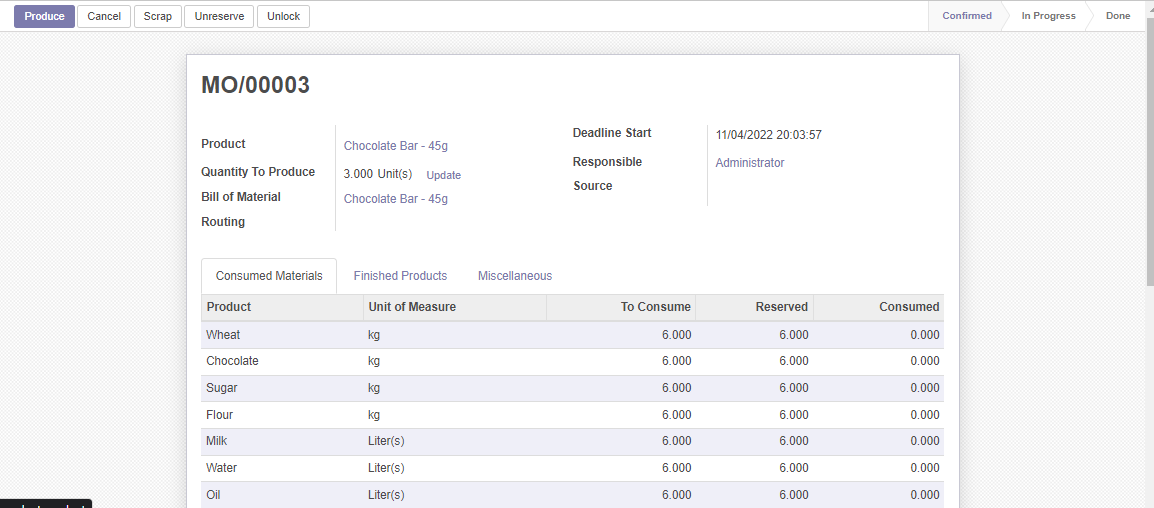 Produce Cancel Scrap Unreserve Unlock Confirmed In Progress Done
MO/00003
Product Chocolate Bar - 45g Deadline Start 11/04/2022 20:03:57
Quantity To Produce 3.000 Unit(s) Update Responsible Administrator
Bill of Material Chocolate Bar - 45g Source
Routing
Consumed Materials Finished Products Miscellaneous
Product Unit of Measure To Consume Reserved Consumed
Wheat kg 6.000 6.000 0.000
Chocolate kg 6.000 6.000 0.000
Sugar kg 6.000 6.000 0.000
Flour kg 6.000 6.000 0.000
Milk Liter(s) 6.000 6.000 0.000
Water Liter(s) 6.000 6.000 0.000
Oil Liter(s) 6.000 6.000 0.000